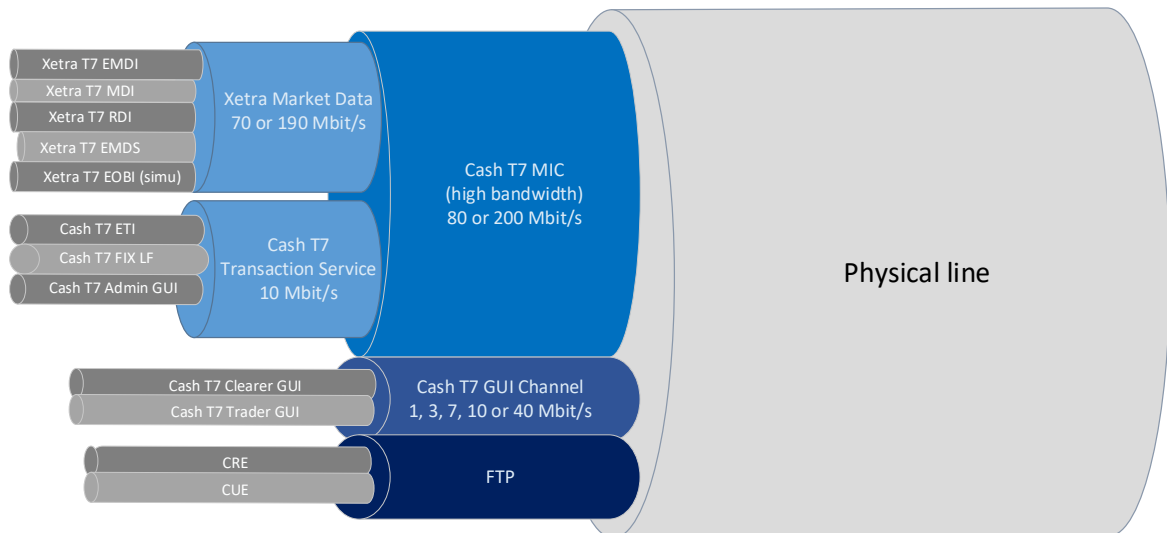 Xetra T7 EMDI
Xetra T7 MDI
Xetra T7 RDI
Xetra T7 EMDS
Xetra T7 EOBI (simu)
Xetra Market Data
70 or 190 Mbit/s
Cash T7 ETI
Cash T7 FIX LF
Cash T7 Admin GUI
Cash T7
Transaction Service
10 Mbit/s
Cash T7 MIC
(high bandwidth)
80 or 200 Mbit/s
Cash T7 Clearer GUI
Cash T7 Trader GUI
Cash T7 GUI Channel
1, 3, 7, 10 or 40 Mbit/s
CRE
CUE
FTP
Physical line